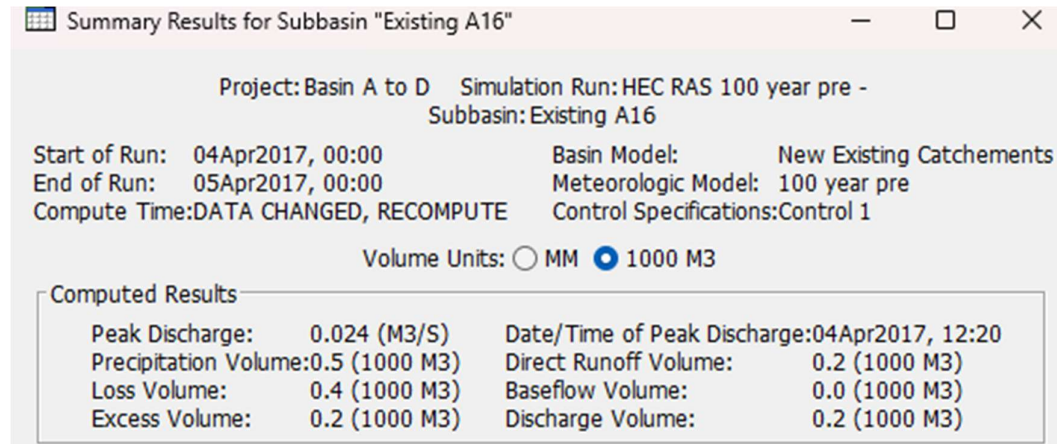 Summary Results for Subbasin "Existing A16"
Project: Basin A to D Simulation Run: HEC RAS 100 year pre -
Subbasin: Existing A16
Start of Run: 04Apr2017, 00:00 Basin Model: New Existing Catchements
End of Run: 05Apr2017, 00:00 Meteorologic Model: 100 year pre
Compute Time:DATA CHANGED, RECOMPUTE Control Specifications:Control 1
Volume Units: MM 1000 M3
Computed Results
Peak Discharge: 0.024 (M3/S) Date/Time of Peak Discharge:04Apr2017, 12:20
Precipitation Volume:0.5 (1000 M3) Direct Runoff Volume: 0.2 (1000 M3)
Loss Volume: 0.4 (1000 M3) Baseflow Volume: 0.0 (1000 M3)
Excess Volume: 0.2 (1000 M3) Discharge Volume: 0.2 (1000 M3)